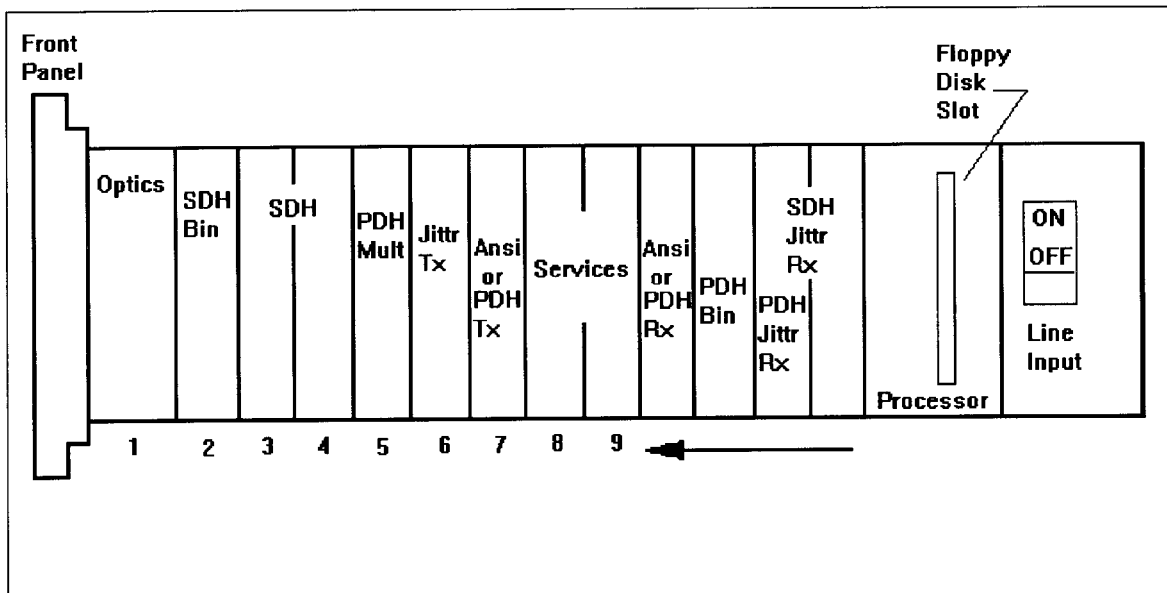 Front
Panel
Floppy
Disk
Slot
Optics
SDH
Bin
SDH
PDH
Mult
Jittr
Tx
Ansi
or
PDH
Tx
Services
Ansi
or
PDH
Rx
PDH
Bin
SDH
Jittr
Rx
PDH
Jittr
Rx
Processor
ON
OFF
Line
Input
1 2 3 4 5 6 7 8 9